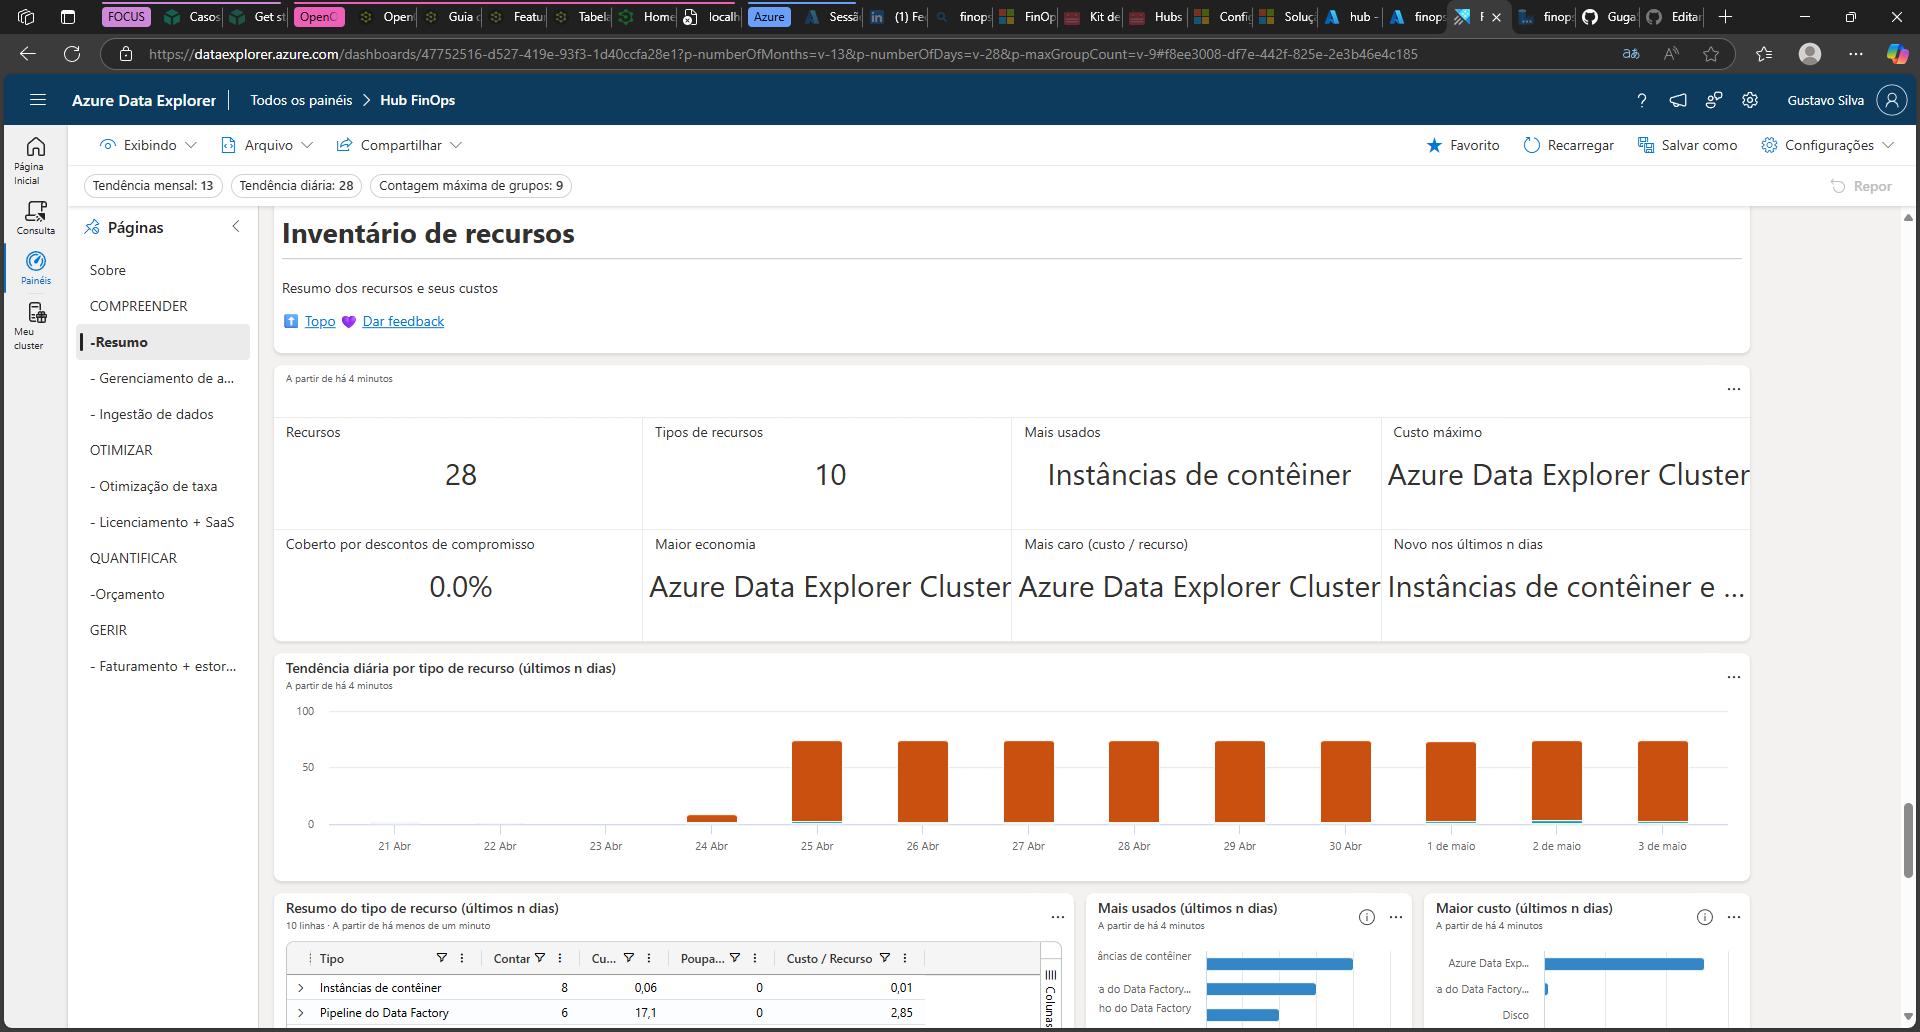 FOCUS
Casos
Get st
OpenC
Open
Guia c
Featur
Tabela
Home
localh
Azure
Sessã
(1) Fe
finops
FinOp
Kit de
Hubs
Config
Soluç
hub -
finops
finop
Guga
Editar
https://dataexplorer.azure.com/dashboards/47752516-d527-419e-93f3-1d40ccfa28e1?p-numberOfMonths=v-13&p-numberOfDays=v-28&p-maxGroupCount=v-9#f8ee3008-df7e-442f-825e-2e3b46e4c185
Azure Data Explorer
Todos os painéis > Hub FinOps
Gustavo Silva
Exibindo
Arquivo
Compartilhar
Favorito
Recarregar
Salvar como
Configurações
Tendência mensal: 13
Tendência diária: 28
Contagem máxima de grupos: 9
Repor
Página Inicial
Consulta
Painéis
Meu cluster
Páginas
Sobre
COMPREENDER
-Resumo
- Gerenciamento de a...
- Ingestão de dados
OTIMIZAR
- Otimização de taxa
- Licenciamento + SaaS
QUANTIFICAR
-Orçamento
GERIR
- Faturamento + estor...
Inventário de recursos
Resumo dos recursos e seus custos
Topo
Dar feedback
A partir de há 4 minutos
Recursos
28
Tipos de recursos
10
Mais usados
Instâncias de contêiner
Custo máximo
Azure Data Explorer Cluster
Coberto por descontos de compromisso
0.0%
Maior economia
Azure Data Explorer Cluster
Mais caro (custo / recurso)
Azure Data Explorer Cluster
Novo nos últimos n dias
Instâncias de contêiner e ...
Tendência diária por tipo de recurso (últimos n dias)
A partir de há 4 minutos
100
50
0
21 Abr
22 Abr
23 Abr
24 Abr
25 Abr
26 Abr
27 Abr
28 Abr
29 Abr
30 Abr
1 de maio
2 de maio
3 de maio
Resumo do tipo de recurso (últimos n dias)
10 linhas · A partir de há menos de um minuto
Tipo
Contar
Cu...
Poupa...
Custo / Recurso
Instâncias de contêiner 8 0,06 0 0,01
Pipeline do Data Factory 6 17,1 0 2,85
Colunas
Mais usados (últimos n dias)
A partir de há 4 minutos
âncias de contêiner
ra do Data Factory...
ho do Data Factory
Maior custo (últimos n dias)
A partir de há 4 minutos
Azure Data Exp...
a do Data Factory...
Disco